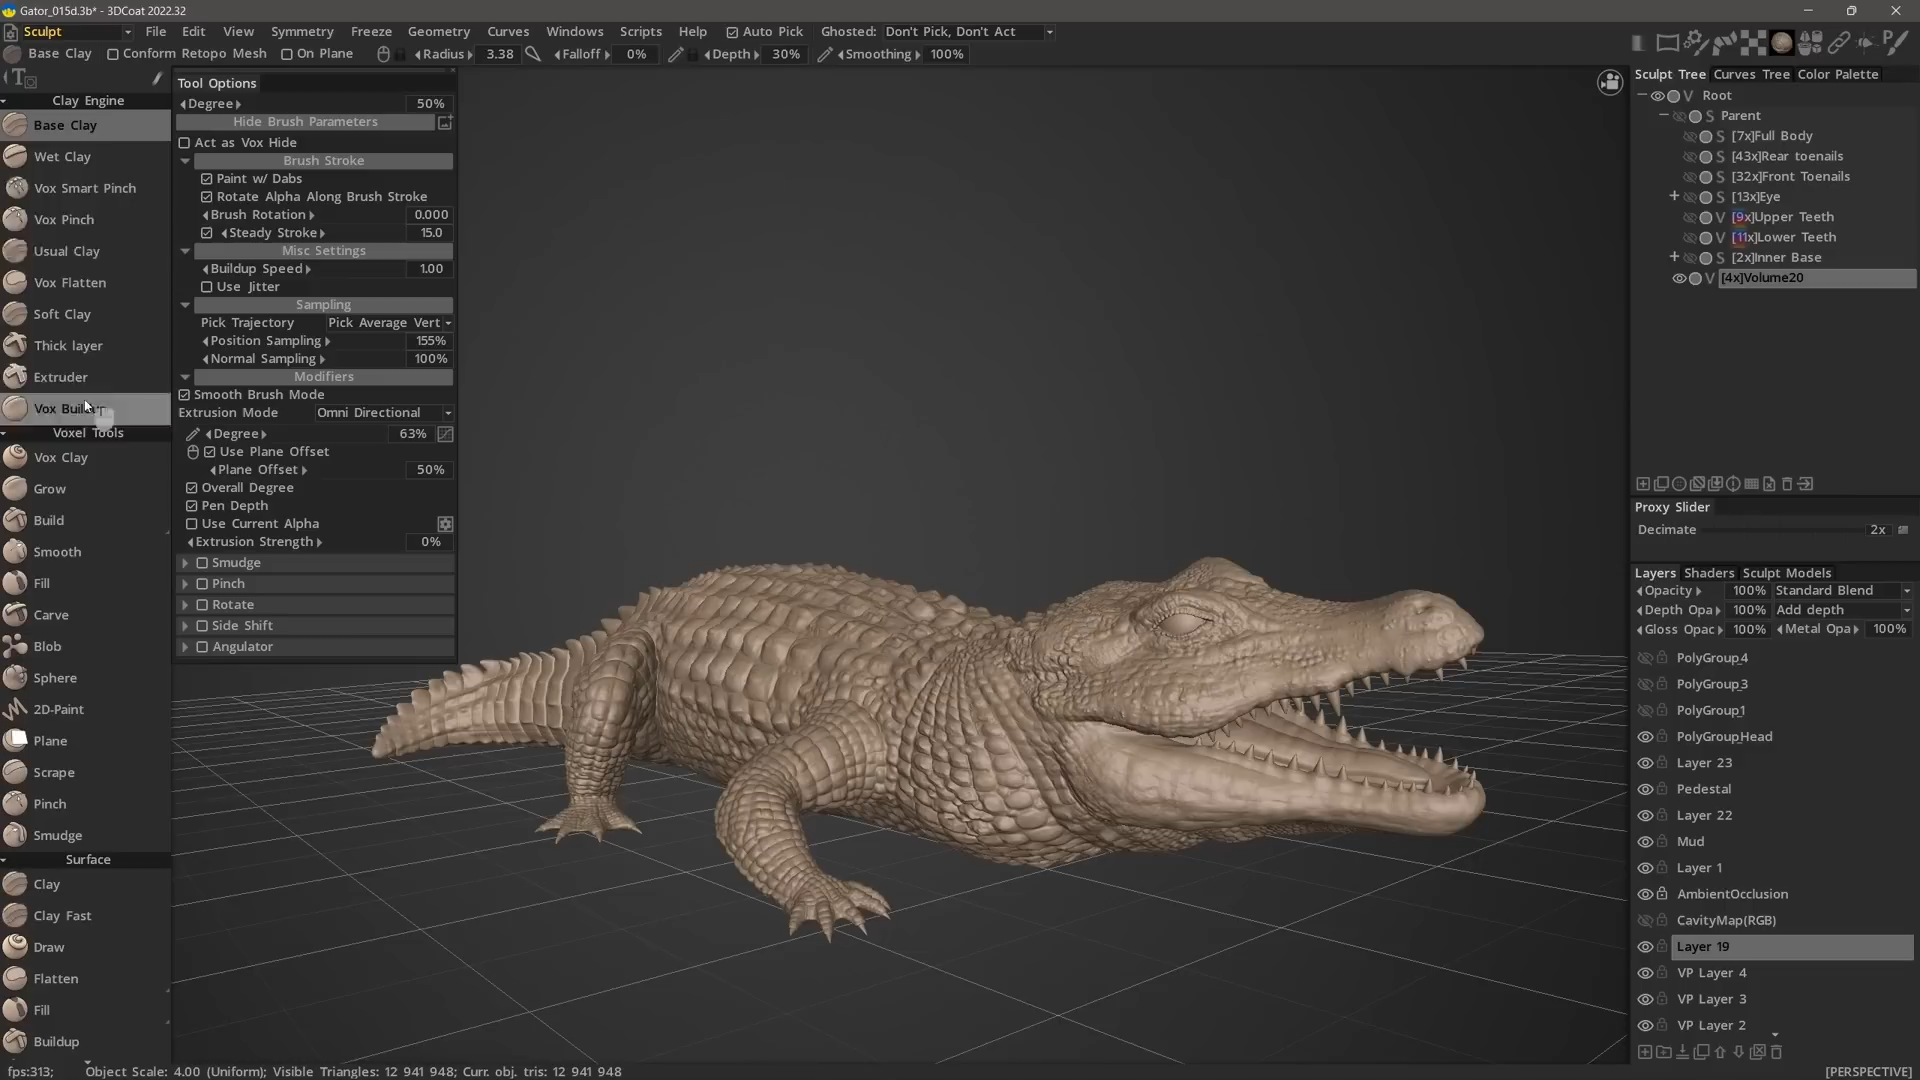 Gator_015d.3b* - 3DCoat 2022.32
Sculpt File Edit View Symmetry Freeze Geometry Curves Windows Scripts Help Auto Pick Ghosted: Don't Pick, Don't Act
Base Clay Conform Retopo Mesh On Plane Radius 3.38 Falloff 0% Depth 30% Smoothing 100%
Clay Engine
Base Clay
Wet Clay
Vox Smart Pinch
Vox Pinch
Usual Clay
Vox Flatten
Soft Clay
Thick layer
Extruder
Vox
Voxel Tools
Vox Clay
Grow
Build
Smooth
Fill
Carve
Blob
Sphere
2D-Paint
Plane
Scrape
Pinch
Smudge
Surface
Clay
Clay Fast
Draw
Flatten
Fill
Buildup
Tool Options
Degree 50%
Hide Brush Parameters
Act as Vox Hide
Brush Stroke
Paint w/ Dabs
Rotate Alpha Along Brush Stroke
Brush Rotation 0.000
Steady Stroke 15.0
Misc Settings
Buildup Speed 1.00
Use Jitter
Sampling
Pick Trajectory Pick Average Vert
Position Sampling 155%
Normal Sampling 100%
Modifiers
Smooth Brush Mode
Extrusion Mode Omni Directional
Degree 63%
Use Plane Offset
Plane Offset 50%
Overall Degree
Pen Depth
Use Current Alpha
Extrusion Strength 0%
Smudge
Pinch
Rotate
Side Shift
Angulator
Sculpt Tree Curves Tree Color Palette
V Root
S Parent
S [7x]Full Body
S [43x]Rear toenails
S [32x]Front Toenails
S [13x]Eye
V [9x]Upper Teeth
V [11x]Lower Teeth
S [2x]Inner Base
V [4x]Volume20
Proxy Slider
Decimate 2x
Layers Shaders Sculpt Models
Opacity 100% Standard Blend
Depth Opa 100% Add depth
Gloss Opac 100% Metal Opa 100%
PolyGroup_4
PolyGroup_3
PolyGroup1
PolyGroupHead
Layer 23
Pedestal
Layer 22
Mud
Layer 1
AmbientOcclusion
CavityMap(RGB)
Layer 19
VP Layer 4
VP Layer 3
VP Layer 2
fps:313; Object Scale: 4.00 (Uniform); Visible Triangles: 12 941 948; Curr. obj. tris: 12 941 948 [PERSPECTIVE]